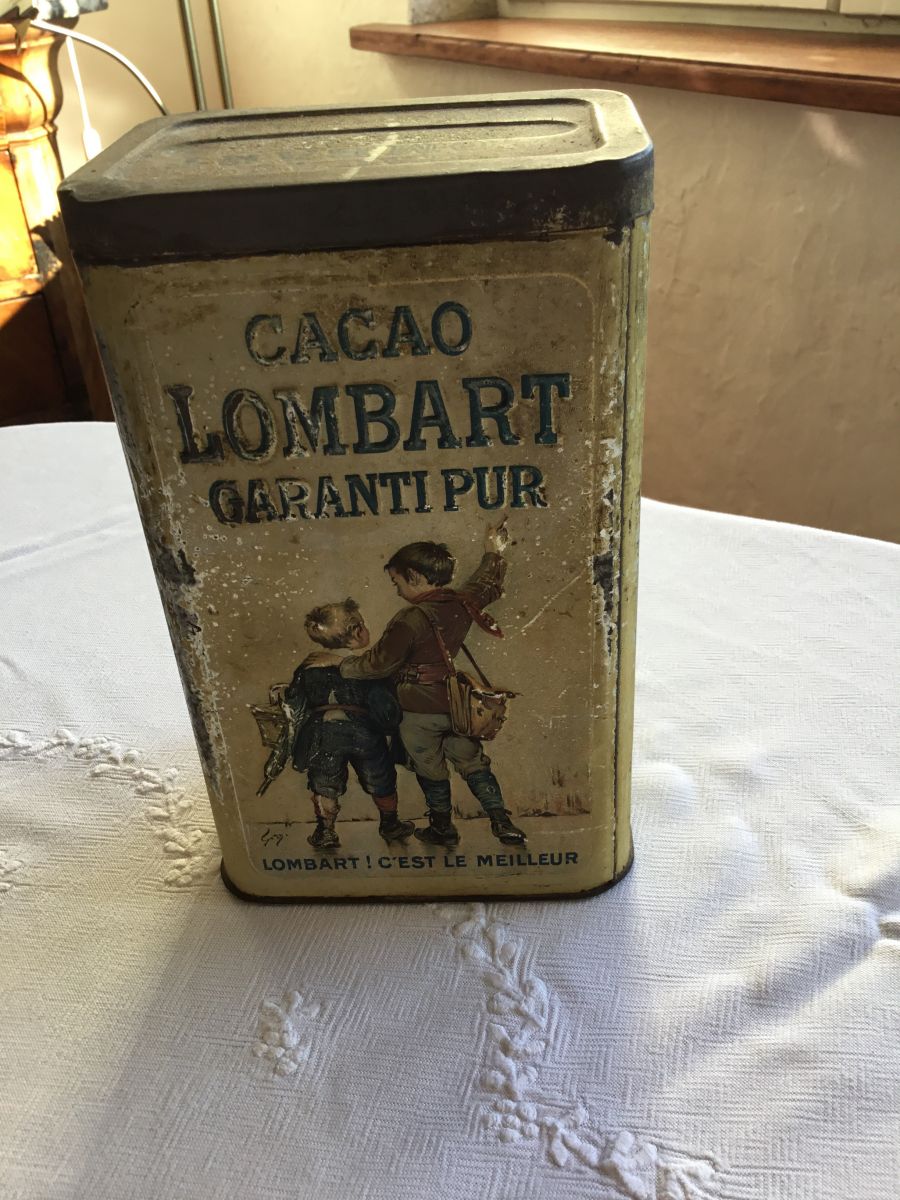 CACAO
LOMBART
GARANTI PUR
LOMBART ! C'EST LE MEILLEUR